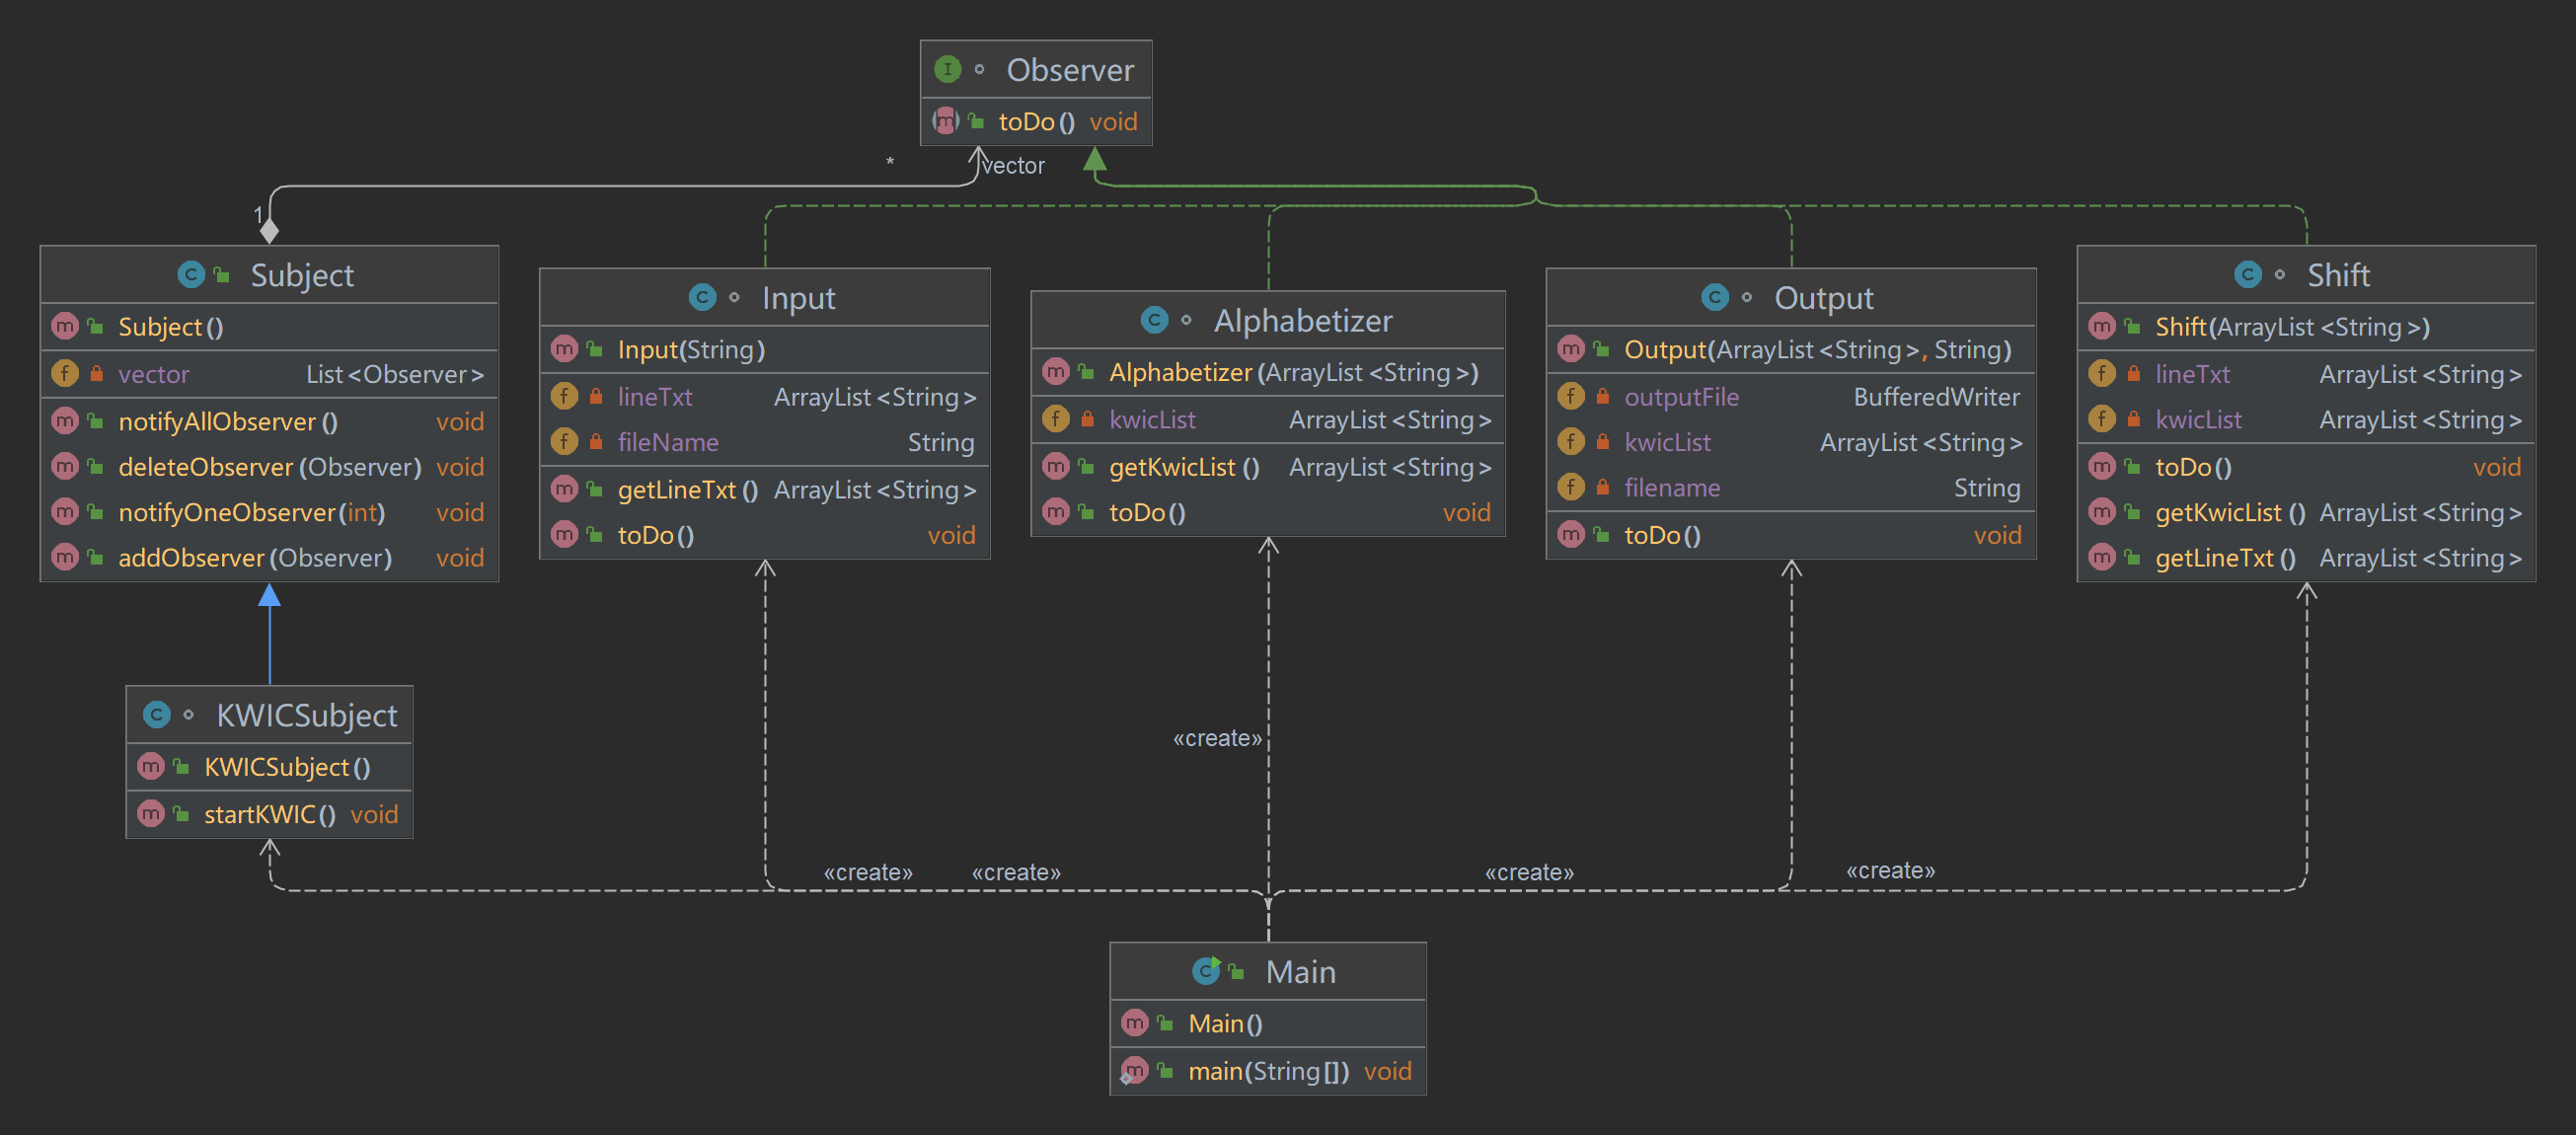 Observer
toDo() void
* vector
1
Subject
Subject()
vector List<Observer>
notifyAllObserver() void
deleteObserver(Observer) void
notifyOneObserver(int) void
addObserver(Observer) void
Input
Input(String)
lineTxt ArrayList<String>
fileName String
getLineTxt() ArrayList<String>
toDo() void
Alphabetizer
Alphabetizer(ArrayList<String>)
kwicList ArrayList<String>
getKwicList() ArrayList<String>
toDo() void
Output
Output(ArrayList<String>, String)
outputFile BufferedWriter
kwicList ArrayList<String>
filename String
toDo() void
Shift
Shift(ArrayList<String>)
lineTxt ArrayList<String>
kwicList ArrayList<String>
toDo() void
getKwicList() ArrayList<String>
getLineTxt() ArrayList<String>
KWICSubject
KWICSubject()
startKWIC() void
«create»
«create» «create» «create» «create»
Main
Main()
main(String[]) void